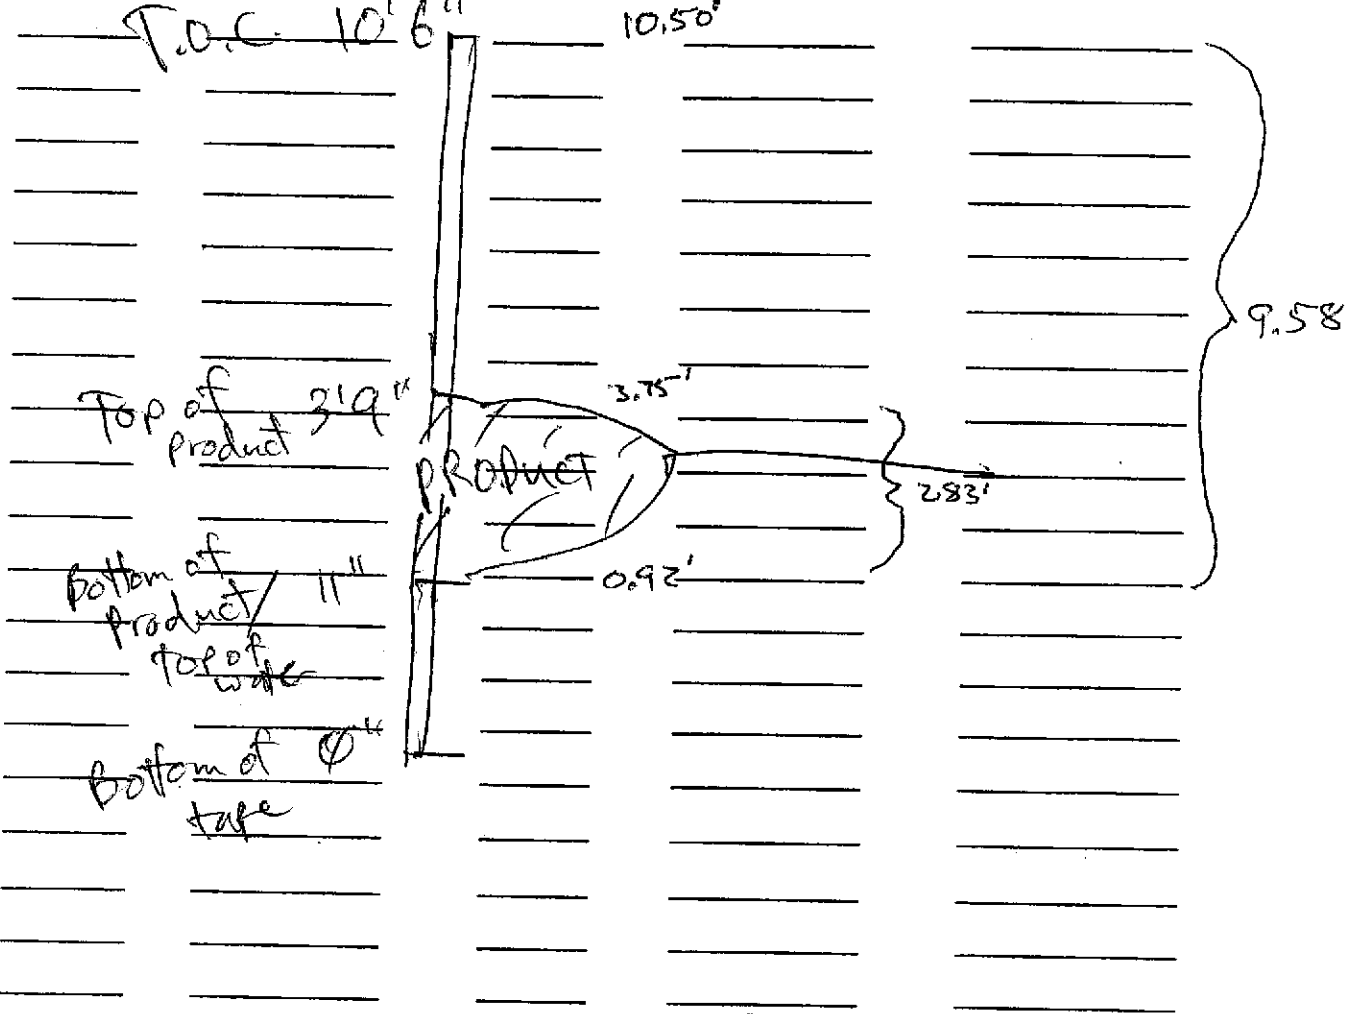 T.O.C. 10'6" 10.50'
9.58
Top of 3'9" 3.75'
product
PRODUCT
2.83'
Bottom of 11" 0.92'
product/
top of
water
Bottom of 0"
tape